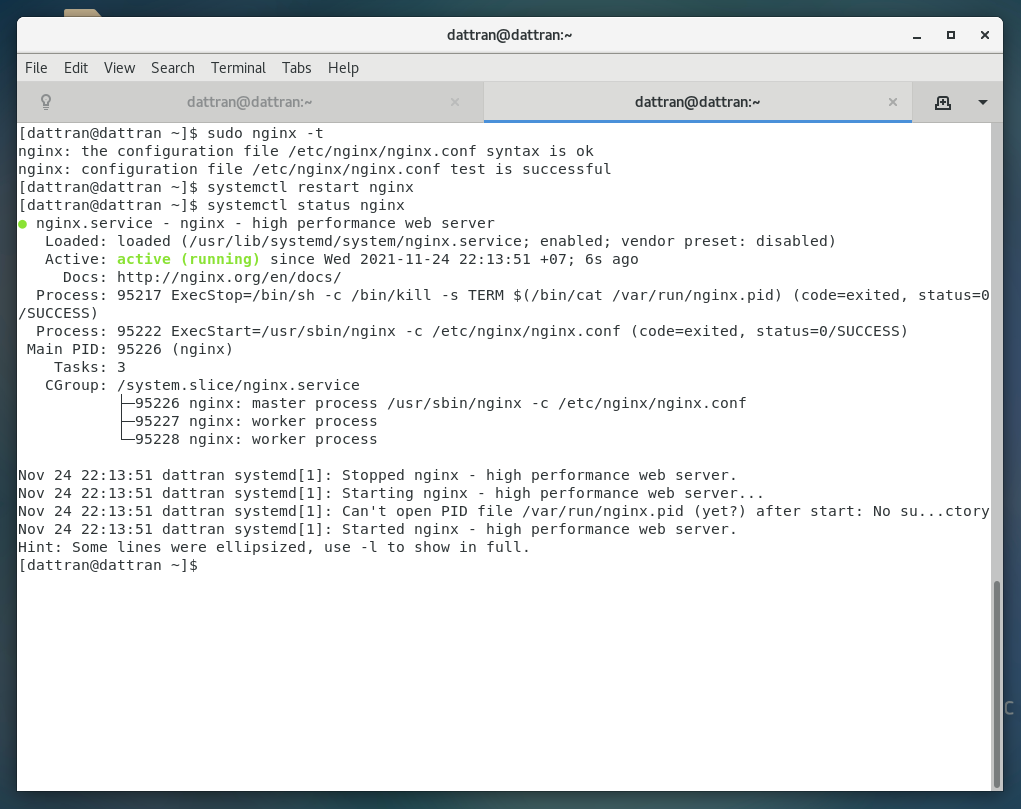 dattran@dattran:~
File Edit View Search Terminal Tabs Help
dattran@dattran:~ dattran@dattran:~
[dattran@dattran ~]$ sudo nginx -t
nginx: the configuration file /etc/nginx/nginx.conf syntax is ok
nginx: configuration file /etc/nginx/nginx.conf test is successful
[dattran@dattran ~]$ systemctl restart nginx
[dattran@dattran ~]$ systemctl status nginx
● nginx.service - nginx - high performance web server
   Loaded: loaded (/usr/lib/systemd/system/nginx.service; enabled; vendor preset: disabled)
   Active: active (running) since Wed 2021-11-24 22:13:51 +07; 6s ago
     Docs: http://nginx.org/en/docs/
  Process: 95217 ExecStop=/bin/sh -c /bin/kill -s TERM $(/bin/cat /var/run/nginx.pid) (code=exited, status=0
/SUCCESS)
  Process: 95222 ExecStart=/usr/sbin/nginx -c /etc/nginx/nginx.conf (code=exited, status=0/SUCCESS)
 Main PID: 95226 (nginx)
    Tasks: 3
   CGroup: /system.slice/nginx.service
           ├─95226 nginx: master process /usr/sbin/nginx -c /etc/nginx/nginx.conf
           ├─95227 nginx: worker process
           └─95228 nginx: worker process
Nov 24 22:13:51 dattran systemd[1]: Stopped nginx - high performance web server.
Nov 24 22:13:51 dattran systemd[1]: Starting nginx - high performance web server...
Nov 24 22:13:51 dattran systemd[1]: Can't open PID file /var/run/nginx.pid (yet?) after start: No su...ctory
Nov 24 22:13:51 dattran systemd[1]: Started nginx - high performance web server.
Hint: Some lines were ellipsized, use -l to show in full.
[dattran@dattran ~]$
C